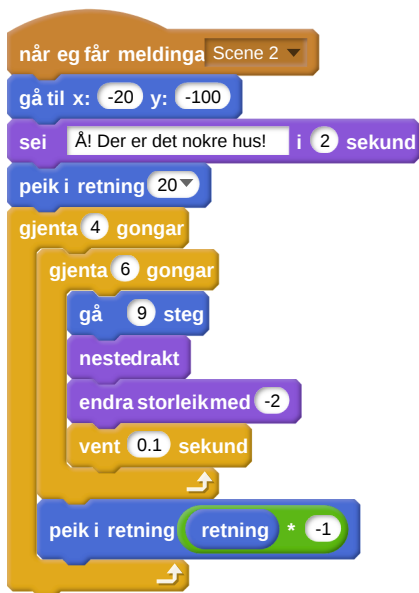 når eg får meldinga Scene 2
gå til x: -20 y: -100
sei Å! Der er det nokre hus! i 2 sekund
peik i retning 20
gjenta 4 gongar
gjenta 6 gongar
gå 9 steg
nestedrakt
endra storleikmed -2
vent 0.1 sekund
peik i retning retning * -1